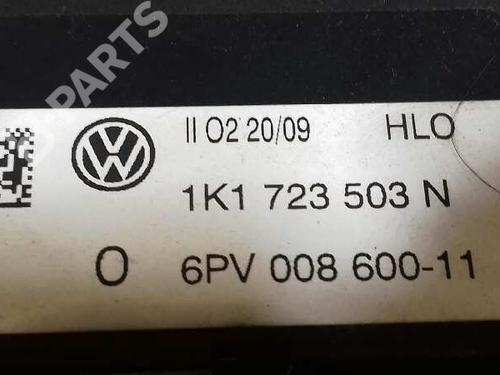 PARTS
II O2 20/09 HLO
1K1 723 503 N
O 6PV 008 600-11